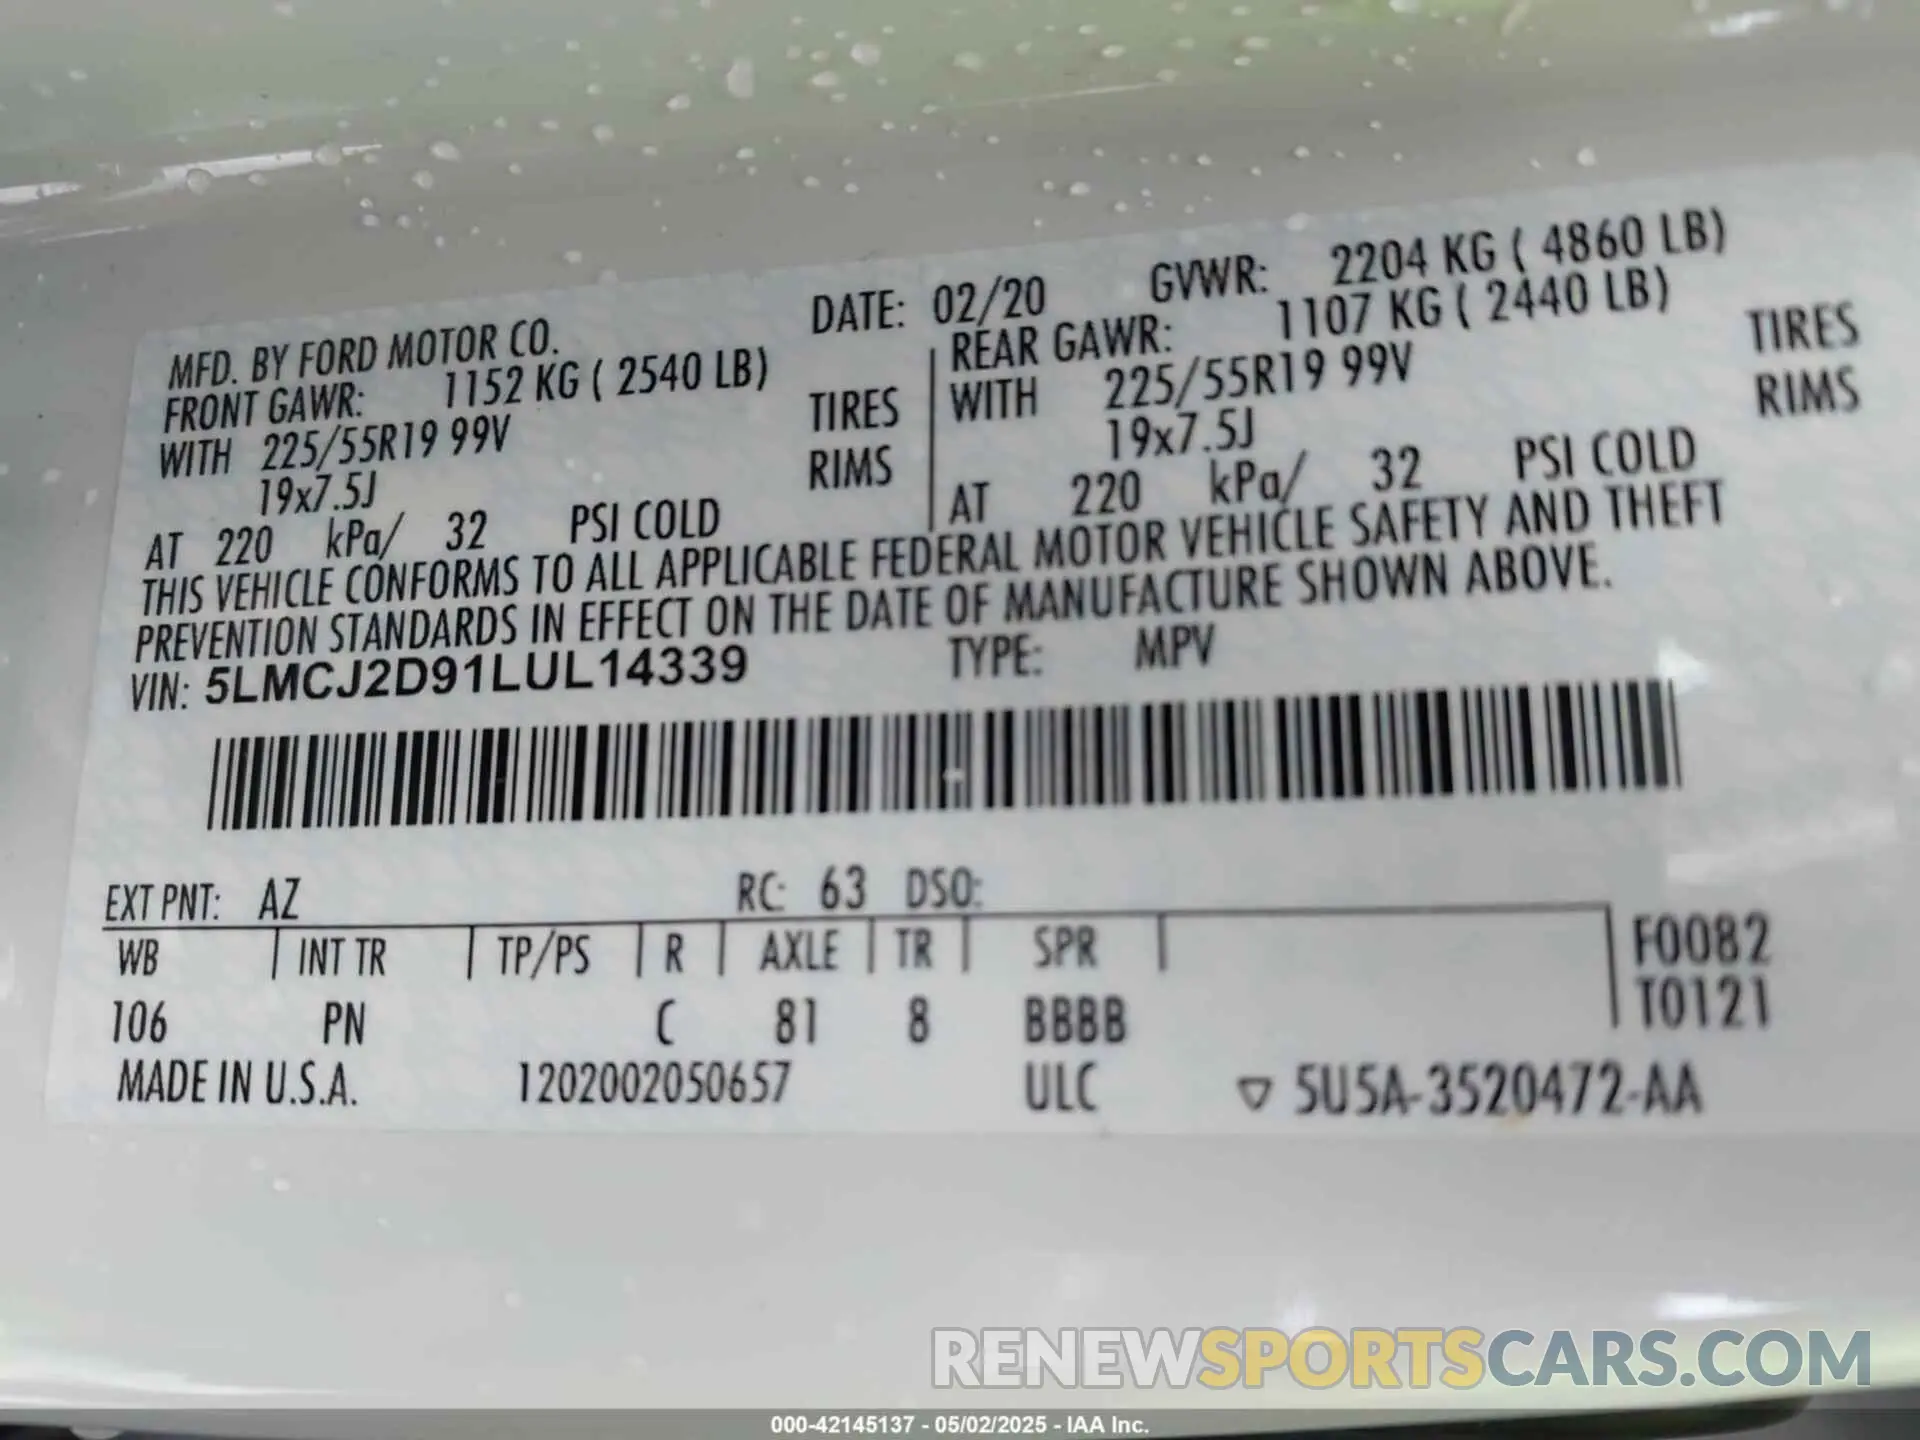 MFD. BY FORD MOTOR CO. DATE: 02/20 GVWR: 2204 KG ( 4860 LB)
FRONT GAWR: 1152 KG ( 2540 LB) REAR GAWR: 1107 KG ( 2440 LB)
WITH 225/55R19 99V TIRES WITH 225/55R19 99V TIRES
19x7.5J RIMS 19x7.5J RIMS
AT 220 kPa/ 32 PSI COLD AT 220 kPa/ 32 PSI COLD
THIS VEHICLE CONFORMS TO ALL APPLICABLE FEDERAL MOTOR VEHICLE SAFETY AND THEFT
PREVENTION STANDARDS IN EFFECT ON THE DATE OF MANUFACTURE SHOWN ABOVE.
VIN: 5LMCJ2D91LUL14339 TYPE: MPV
EXT PNT: AZ RC: 63 DSO:
WB INT TR TP/PS R AXLE TR SPR F0082
106 PN C 81 8 BBBB T0121
MADE IN U.S.A. 1202002050657 ULC ▽ 5U5A-3520472-AA
RENEWSPORTSCARS.COM
000-42145137 - 05/02/2025 - IAA Inc.